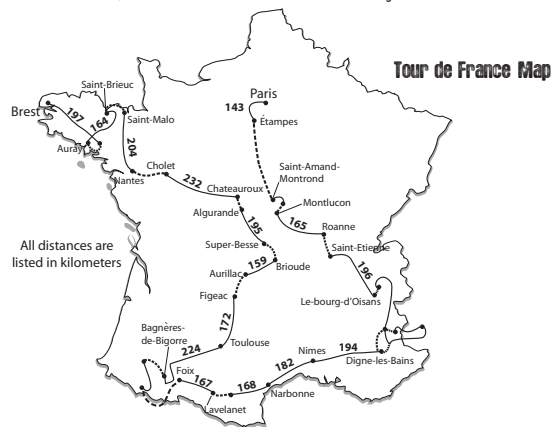 Tour de France Map
Saint-Brieuc
Paris
143
Brest
197
164
Saint-Malo
Étampes
Auray
204
Saint-Amand-
Montrond
Cholet
Nantes
232
Chateauroux
Montlucon
Algurande
165
Roanne
195
All distances are
listed in kilometers
Super-Besse
Saint-Etienne
159
Brioude
196
Aurillac
Le-bourg-d'Oisans
Figeac
172
Bagnères-
de-Bigorre
Toulouse
224
Nimes
194
Digne-les-Bains
Foix
182
167
168
Narbonne
Lavelanet